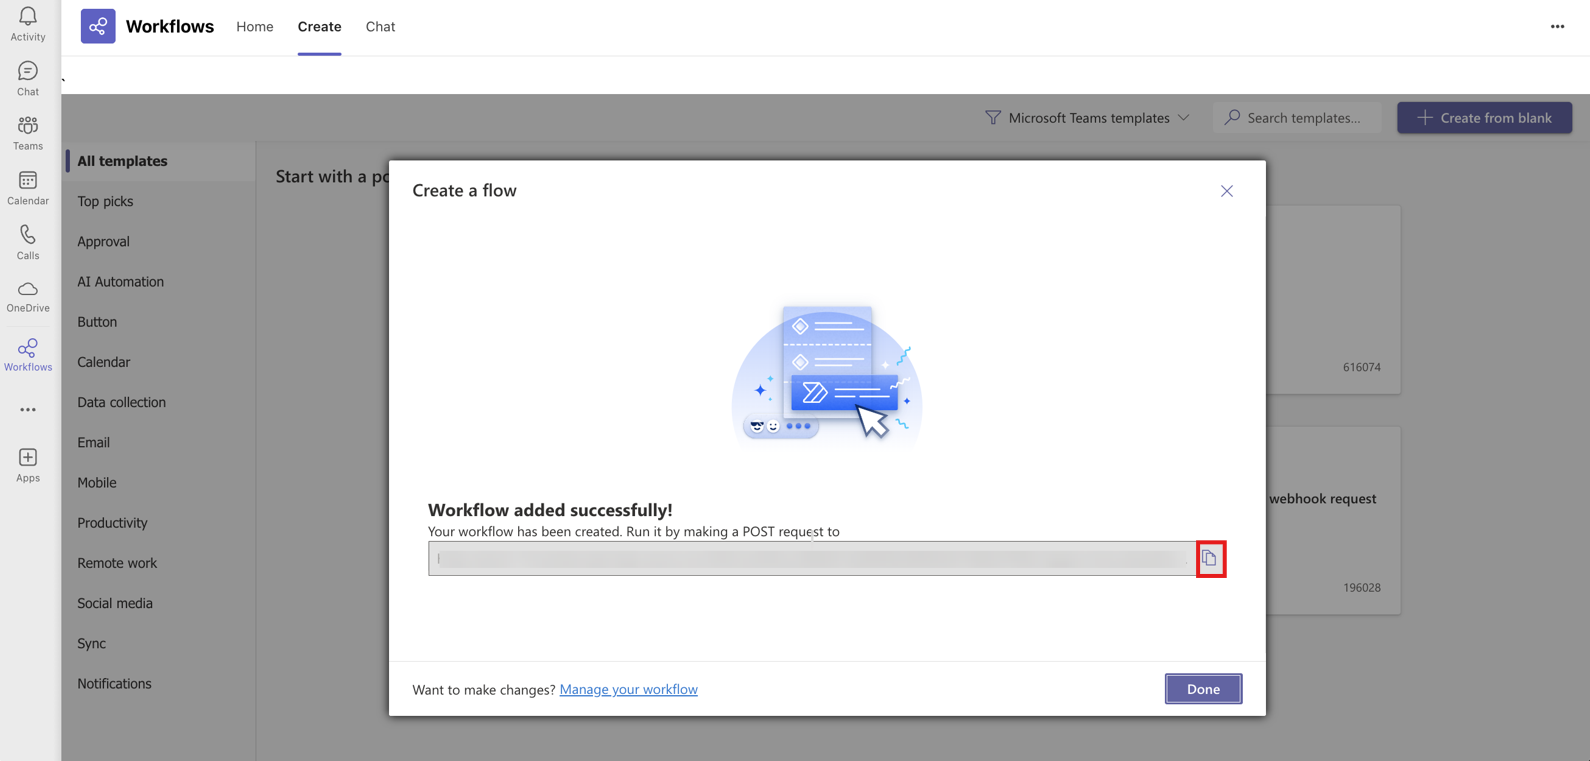 Activity
Chat
Teams
Calendar
Calls
OneDrive
Workflows
Apps
Workflows Home Create Chat
Microsoft Teams templates Search templates... Create from blank
All templates
Top picks
Approval
AI Automation
Button
Calendar
Data collection
Email
Mobile
Productivity
Remote work
Social media
Sync
Notifications
Start with a
616074
webhook request
196028
Create a flow
Workflow added successfully!
Your workflow has been created. Run it by making a POST request to
Want to make changes? Manage your workflow
Done